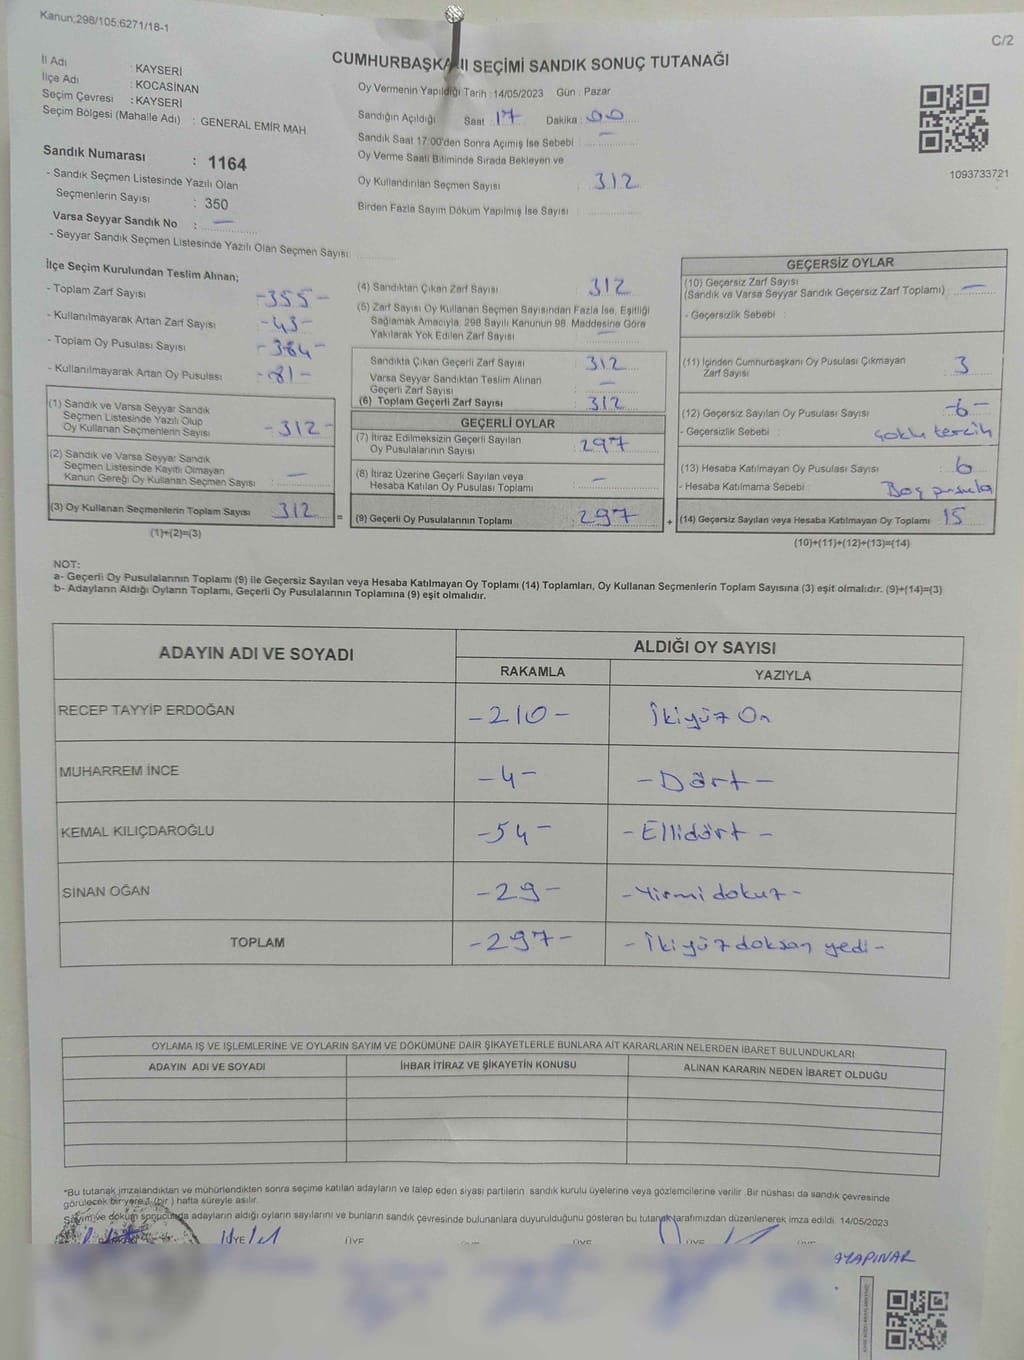 Kanun:298/105,6271/18-1
C/2
CUMHURBAŞKANI SEÇİMİ SANDIK SONUÇ TUTANAĞI
İl Adı : KAYSERİ
İlçe Adı : KOCASİNAN
Seçim Çevresi : KAYSERİ
Seçim Bölgesi (Mahalle Adı) : GENERAL EMİR MAH
Sandık Numarası : 1164
- Sandık Seçmen Listesinde Yazılı Olan
Seçmenlerin Sayısı : 350
Varsa Seyyar Sandık No : —
- Seyyar Sandık Seçmen Listesinde Yazılı Olan Seçmen Sayısı:
Oy Vermenin Yapıldığı Tarih : 14/05/2023 Gün : Pazar
Sandığın Açıldığı Saat 17 Dakika : 00
Sandık Saat 17:00'den Sonra Açımış İse Sebebi : —
Oy Verme Saati Bitiminde Sırada Bekleyen ve
Oy Kullandırılan Seçmen Sayısı : 312
Birden Fazla Sayım Döküm Yapılmış İse Sayısı :
1093733721
İlçe Seçim Kurulundan Teslim Alınan;
- Toplam Zarf Sayısı -355-
- Kullanılmayarak Artan Zarf Sayısı -43-
- Toplam Oy Pusulası Sayısı -384-
- Kullanılmayarak Artan Oy Pusulası -81-
(1) Sandık ve Varsa Seyyar Sandık
Seçmen Listesinde Yazılı Olup
Oy Kullanan Seçmenlerin Sayısı -312-
(2) Sandık ve Varsa Seyyar Sandık
Seçmen Listesinde Kayıtlı Olmayan
Kanun Gereği Oy Kullanan Seçmen Sayısı : —
(3) Oy Kullanan Seçmenlerin Toplam Sayısı 312 =
(1)+(2)=(3)
(4) Sandıktan Çıkan Zarf Sayısı : 312
(5) Zarf Sayısı Oy Kullanan Seçmen Sayısından Fazla İse, Eşitliği
Sağlamak Amacıyla, 298 Sayılı Kanunun 98. Maddesine Göre
Yakılarak Yok Edilen Zarf Sayısı : —
Sandıkta Çıkan Geçerli Zarf Sayısı : 312
Varsa Seyyar Sandıktan Teslim Alınan
Geçerli Zarf Sayısı : —
(6) Toplam Geçerli Zarf Sayısı : 312
GEÇERLİ OYLAR
(7) İtiraz Edilmeksizin Geçerli Sayılan
Oy Pusulalarının Sayısı : 297
(8) İtiraz Üzerine Geçerli Sayılan veya
Hesaba Katılan Oy Pusulası Toplamı : —
(9) Geçerli Oy Pusulalarının Toplamı : 297 +
GEÇERSİZ OYLAR
(10) Geçersiz Zarf Sayısı
(Sandık ve Varsa Seyyar Sandık Geçersiz Zarf Toplamı) : —
- Geçersizlik Sebebi :
(11) İçinden Cumhurbaşkanı Oy Pusulası Çıkmayan
Zarf Sayısı : 3
(12) Geçersiz Sayılan Oy Pusulası Sayısı : -6-
- Geçersizlik Sebebi : çoklu tercih
(13) Hesaba Katılmayan Oy Pusulası Sayısı : 6
- Hesaba Katılmama Sebebi : Boş pusula
(14) Geçersiz Sayılan veya Hesaba Katılmayan Oy Toplamı : 15
(10)+(11)+(12)+(13)=(14)
NOT:
a- Geçerli Oy Pusulalarının Toplamı (9) ile Geçersiz Sayılan veya Hesaba Katılmayan Oy Toplamı (14) Toplamları, Oy Kullanan Seçmenlerin Toplam Sayısına (3) eşit olmalıdır. (9)+(14)=(3)
b- Adayların Aldığı Oyların Toplamı, Geçerli Oy Pusulalarının Toplamına (9) eşit olmalıdır.
ADAYIN ADI VE SOYADI ALDIĞI OY SAYISI
RAKAMLA YAZIYLA
RECEP TAYYİP ERDOĞAN -210- İkiyüz On
MUHARREM İNCE -4- -Dört-
KEMAL KILIÇDAROĞLU -54- -Ellidört-
SİNAN OĞAN -29- -Yirmidokuz-
TOPLAM -297- -İkiyüz doksan yedi-
OYLAMA İŞ VE İŞLEMLERİNE VE OYLARIN SAYIM VE DÖKÜMÜNE DAİR ŞİKAYETLERLE BUNLARA AİT KARARLARIN NELERDEN İBARET BULUNDUKLARI
ADAYIN ADI VE SOYADI İHBAR İTİRAZ VE ŞİKAYETİN KONUSU ALINAN KARARIN NEDEN İBARET OLDUĞU
*Bu tutanak imzalandıktan ve mühürlendikten sonra seçime katılan adayların ve talep eden siyasi partilerin sandık kurulu üyelerine veya gözlemcilerine verilir .Bir nüshası da sandık çevresinde
görülecek bir yere 1 (bir ) hafta süreyle asılır.
Sayım ve döküm sonucunda adayların aldığı oyların sayılarını ve bunların sandık çevresinde bulunanlara duyurulduğunu gösteren bu tutanak tarafımızdan düzenlenerek imza edildi. 14/05/2023
ÜYE ÜYE ÜYE ÜYE